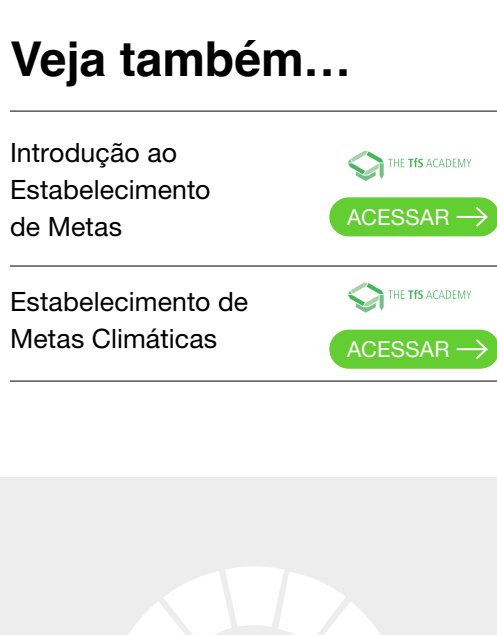 Veja também…
Introdução ao
Estabelecimento
de Metas
THE TfS ACADEMY
ACESSAR
Estabelecimento de
Metas Climáticas
THE TfS ACADEMY
ACESSAR